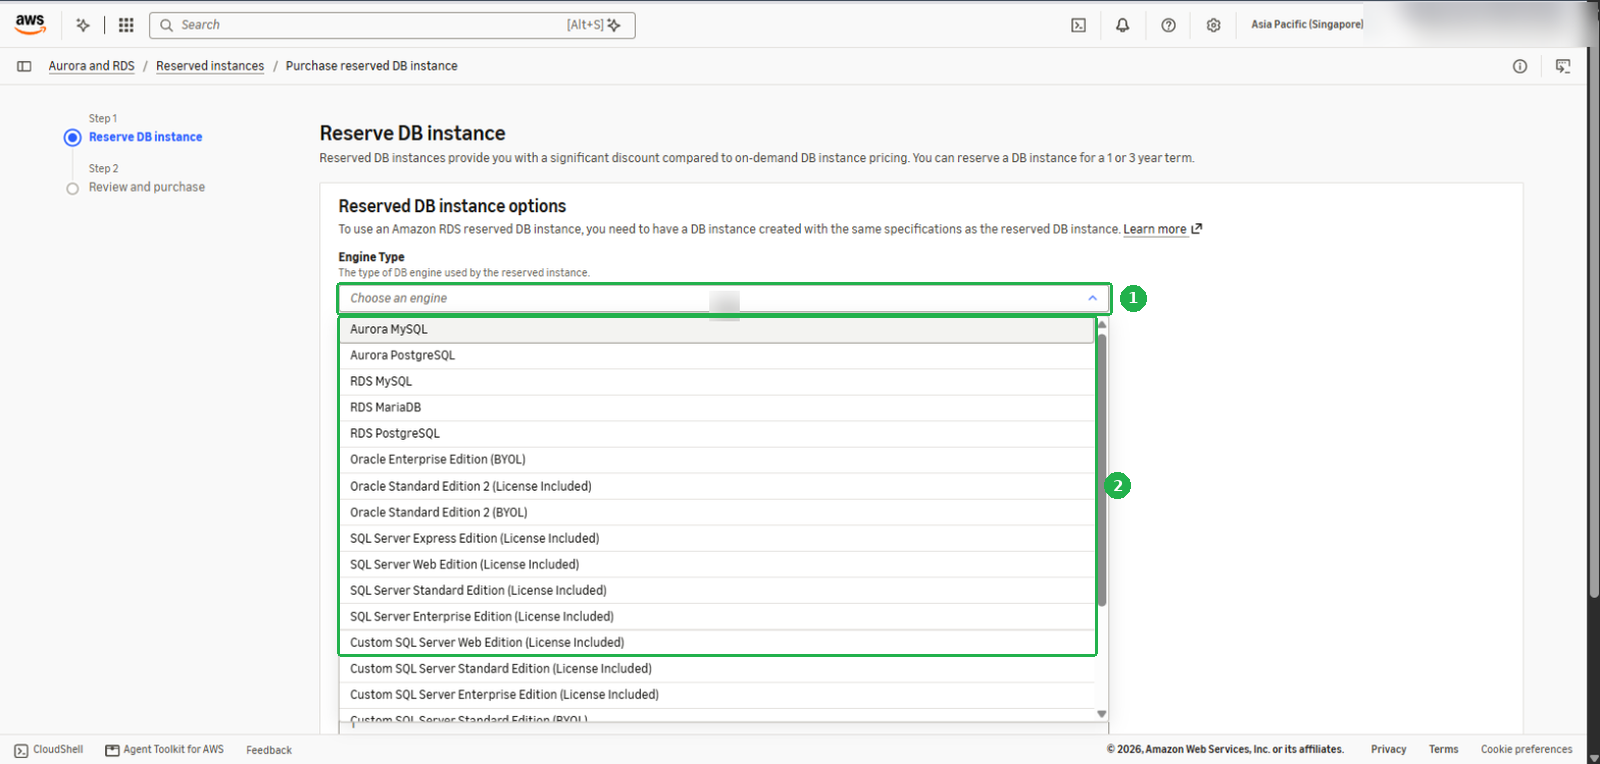 aws
Search [Alt+S]
Asia Pacific (Singapore)
Aurora and RDS / Reserved instances / Purchase reserved DB instance
Step 1
Reserve DB instance
Step 2
Review and purchase
Reserve DB instance
Reserved DB instances provide you with a significant discount compared to on-demand DB instance pricing. You can reserve a DB instance for a 1 or 3 year term.
Reserved DB instance options
To use an Amazon RDS reserved DB instance, you need to have a DB instance created with the same specifications as the reserved DB instance. Learn more
Engine Type
The type of DB engine used by the reserved instance.
Choose an engine
1
Aurora MySQL
Aurora PostgreSQL
RDS MySQL
RDS MariaDB
RDS PostgreSQL
Oracle Enterprise Edition (BYOL)
Oracle Standard Edition 2 (License Included)
2
Oracle Standard Edition 2 (BYOL)
SQL Server Express Edition (License Included)
SQL Server Web Edition (License Included)
SQL Server Standard Edition (License Included)
SQL Server Enterprise Edition (License Included)
Custom SQL Server Web Edition (License Included)
Custom SQL Server Standard Edition (License Included)
Custom SQL Server Enterprise Edition (License Included)
Custom SQL Server Standard Edition (BYOL)
CloudShell Agent Toolkit for AWS Feedback
© 2026, Amazon Web Services, Inc. or its affiliates. Privacy Terms Cookie preferences